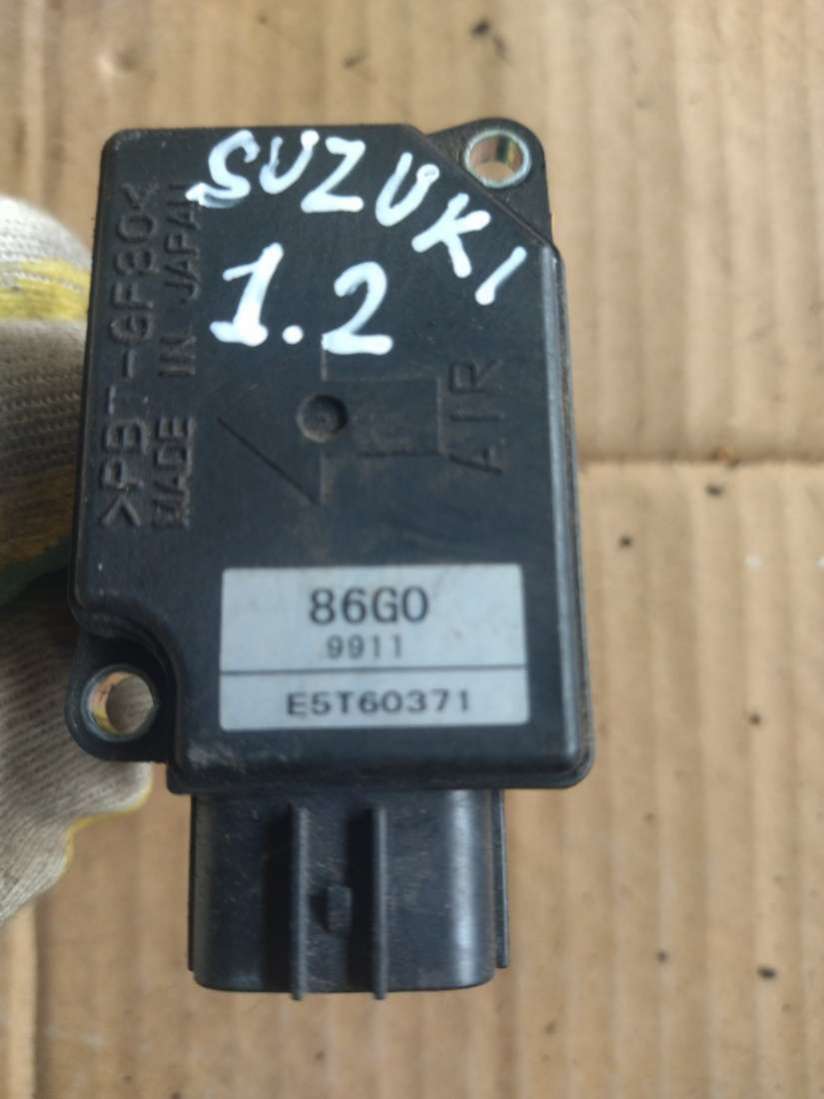 SUZUKI
1.2
>PBT-GF30<
MADE IN JAPAN
AIR
86G0
9911
E5T60371